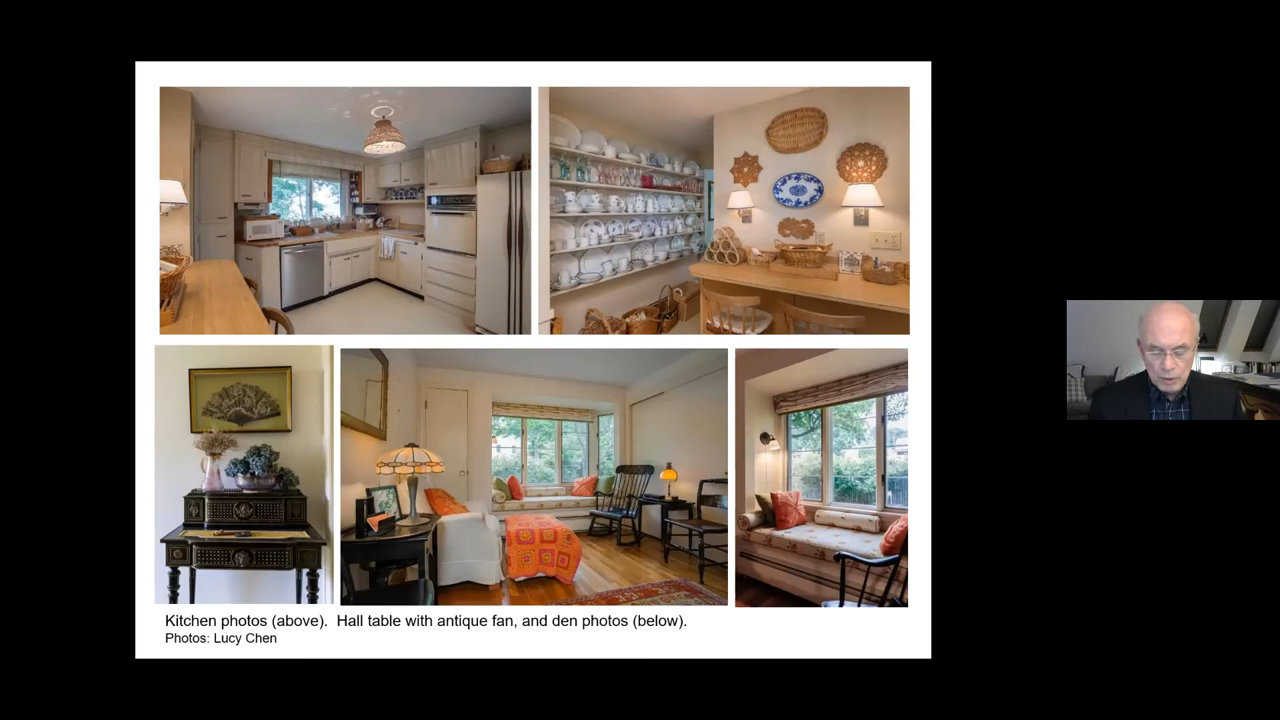 Kitchen photos (above).  Hall table with antique fan, and den photos (below).
Photos: Lucy Chen